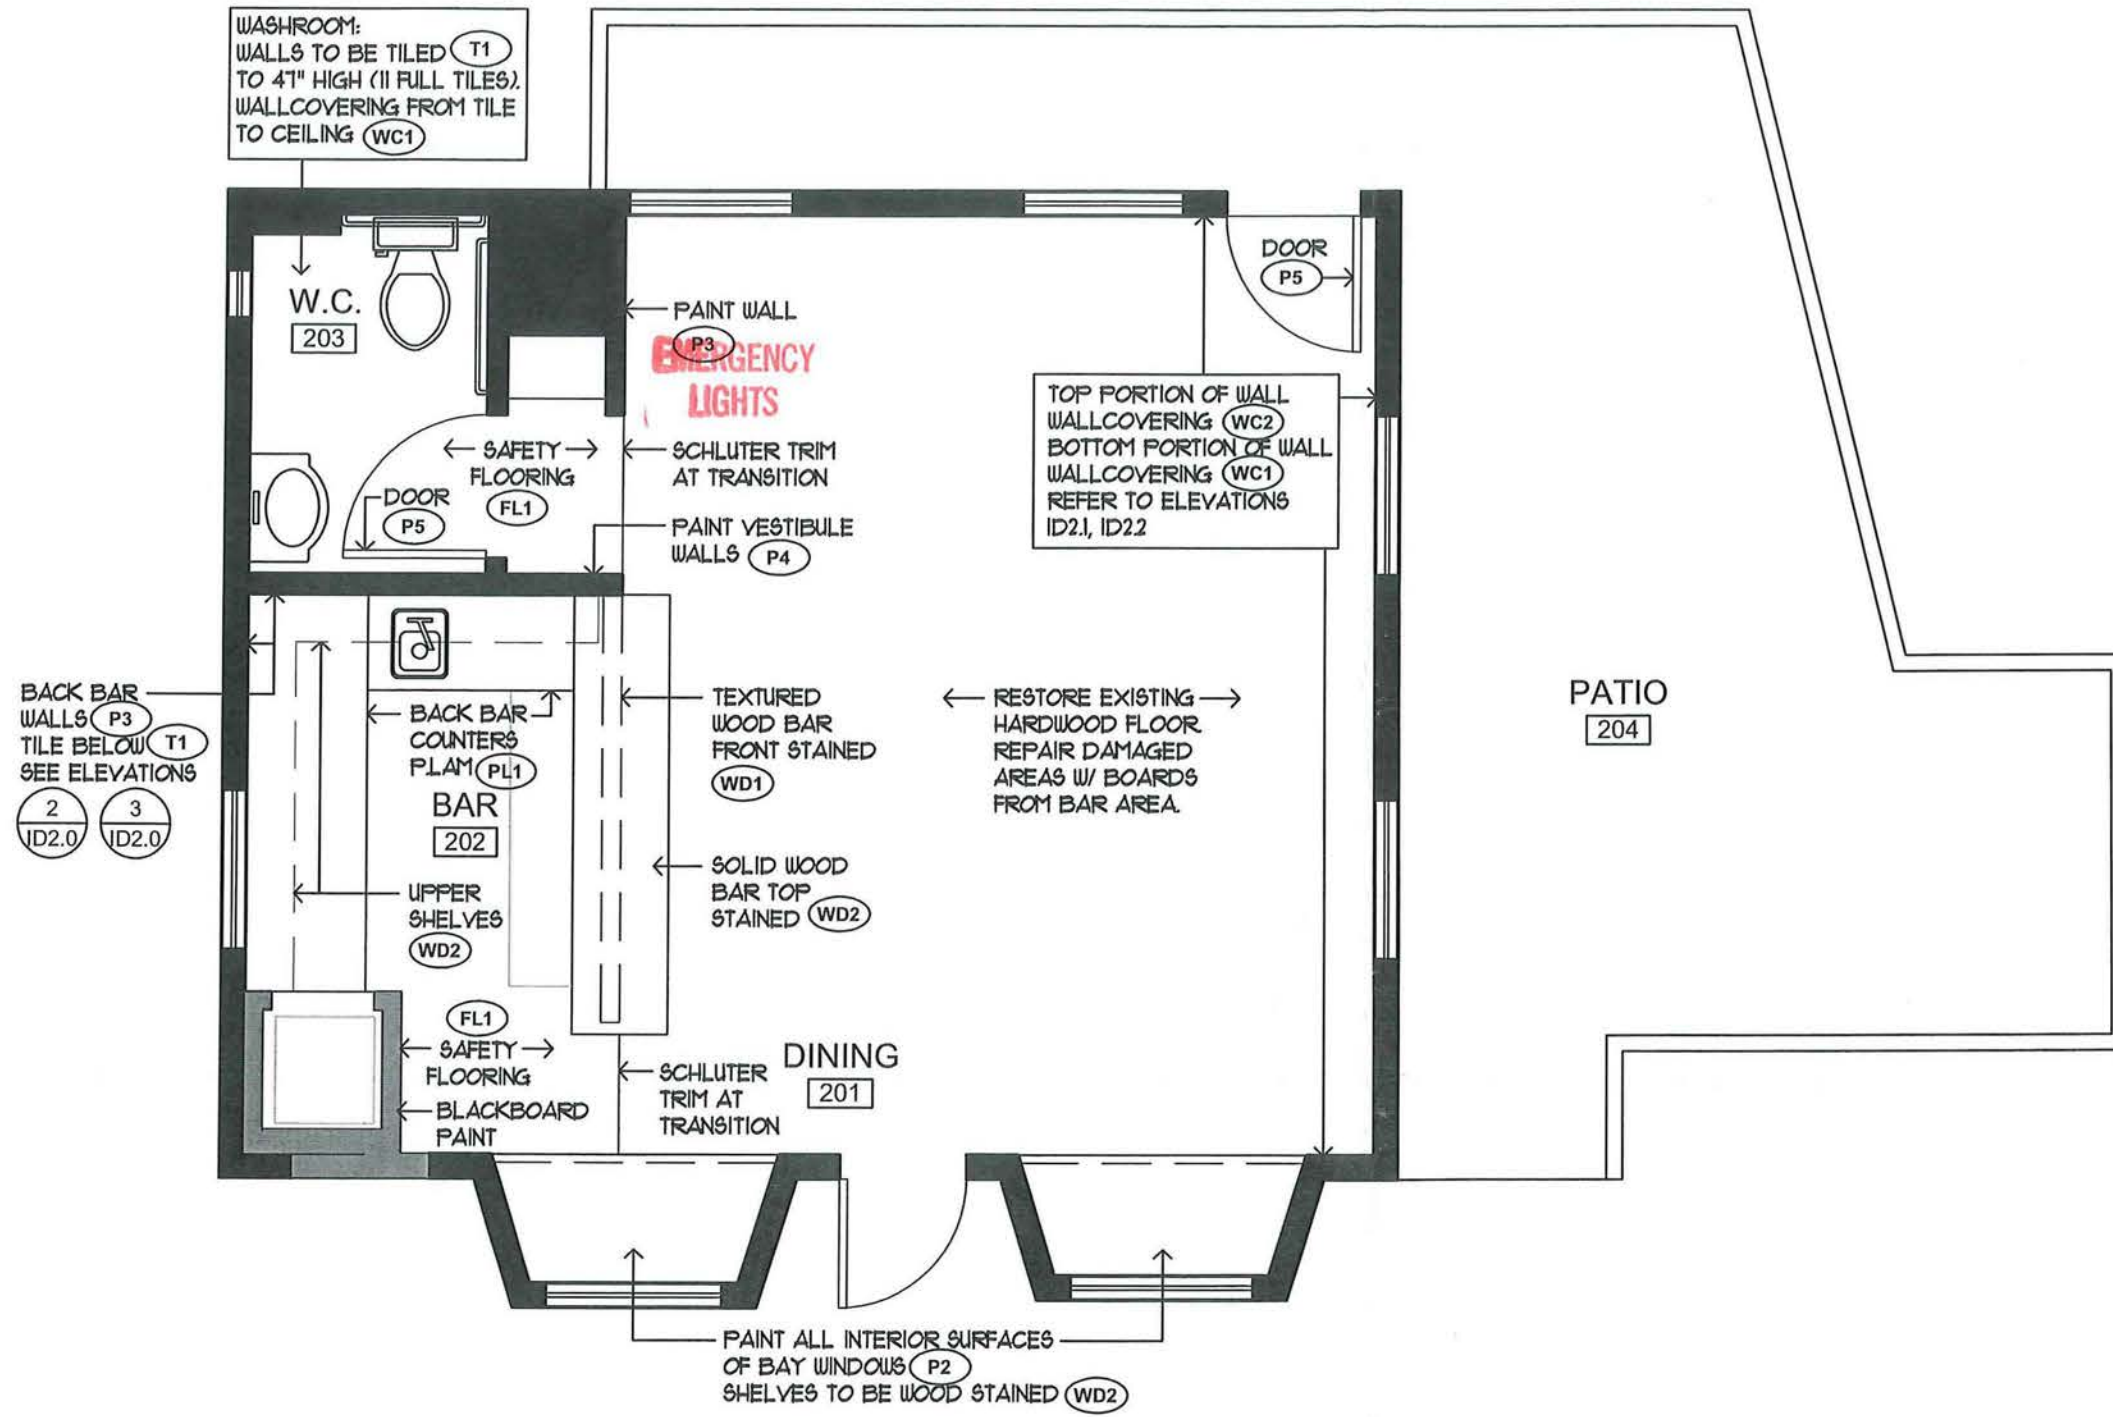 WASHROOM:
WALLS TO BE TILED T1
TO 47" HIGH (11 FULL TILES).
WALLCOVERING FROM TILE
TO CEILING WC1
W.C.
203
PAINT WALL
P3
EMERGENCY
LIGHTS
DOOR
P5
TOP PORTION OF WALL
WALLCOVERING WC2
BOTTOM PORTION OF WALL
WALLCOVERING WC1
REFER TO ELEVATIONS
ID2.1, ID2.2
SAFETY
FLOORING
FL1
SCHLUTER TRIM
AT TRANSITION
DOOR
P5
PAINT VESTIBULE
WALLS P4
BACK BAR
WALLS P3
TILE BELOW T1
SEE ELEVATIONS
2
ID2.0
3
ID2.0
BACK BAR
COUNTERS
P.LAM PL1
BAR
202
TEXTURED
WOOD BAR
FRONT STAINED
WD1
RESTORE EXISTING
HARDWOOD FLOOR.
REPAIR DAMAGED
AREAS W/ BOARDS
FROM BAR AREA.
PATIO
204
UPPER
SHELVES
WD2
SOLID WOOD
BAR TOP
STAINED WD2
FL1
SAFETY
FLOORING
BLACKBOARD
PAINT
SCHLUTER
TRIM AT
TRANSITION
DINING
201
PAINT ALL INTERIOR SURFACES
OF BAY WINDOWS P2
SHELVES TO BE WOOD STAINED WD2